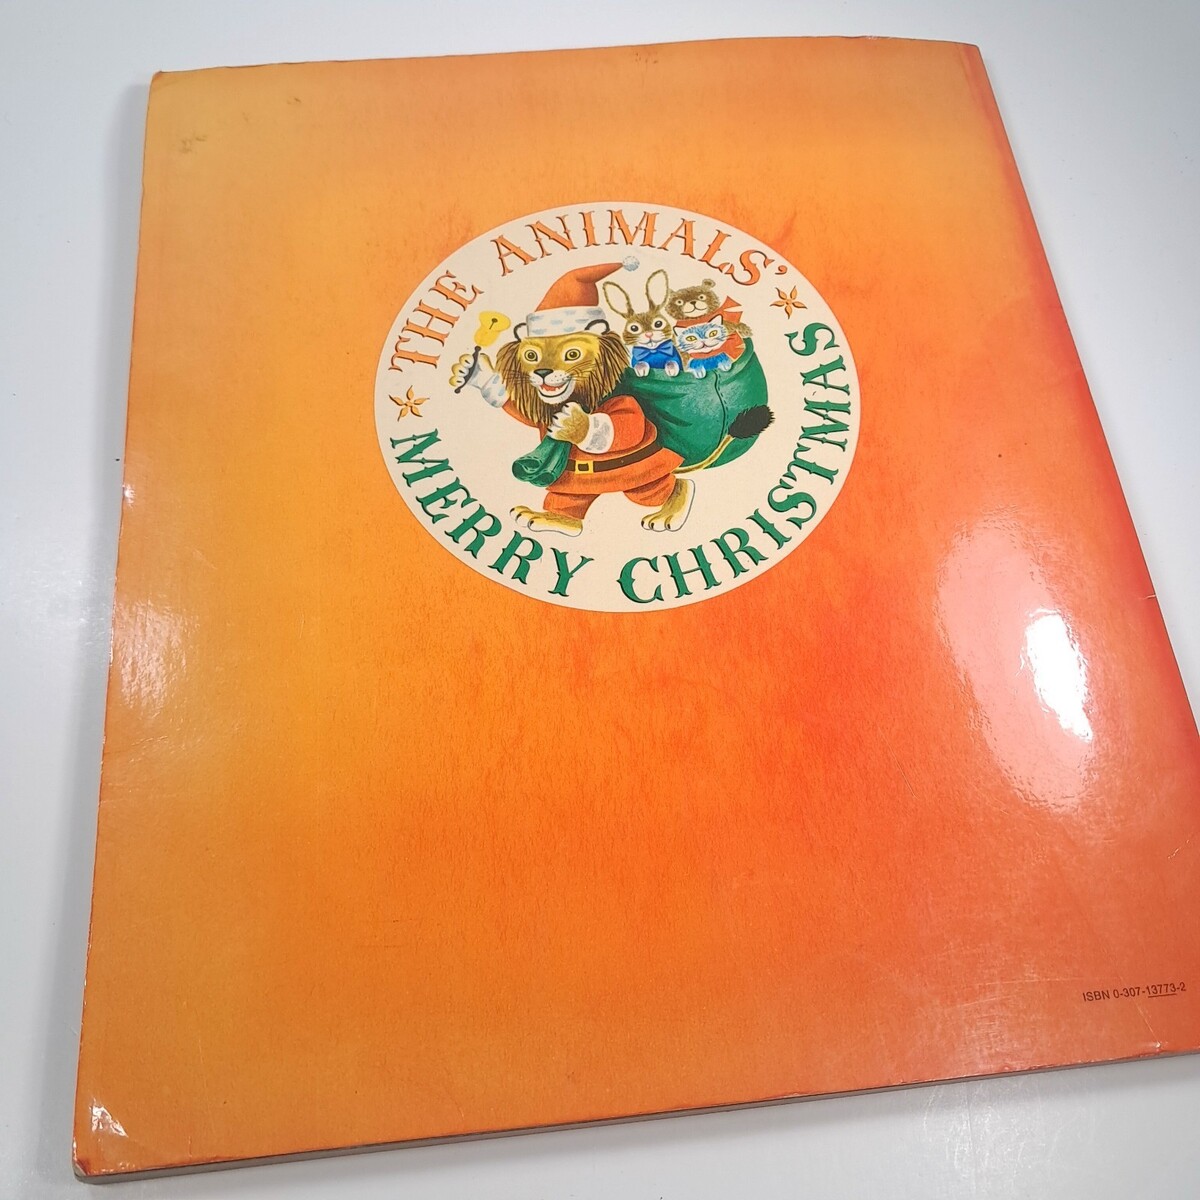 THE ANIMALS'
MERRY CHRISTMAS
ISBN 0-307-13773-2